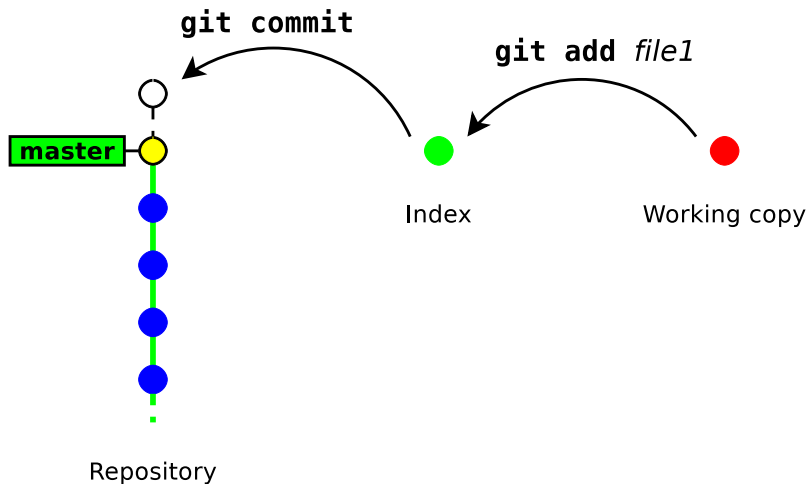 git commit
git add file1
master
Index
Working copy
Repository